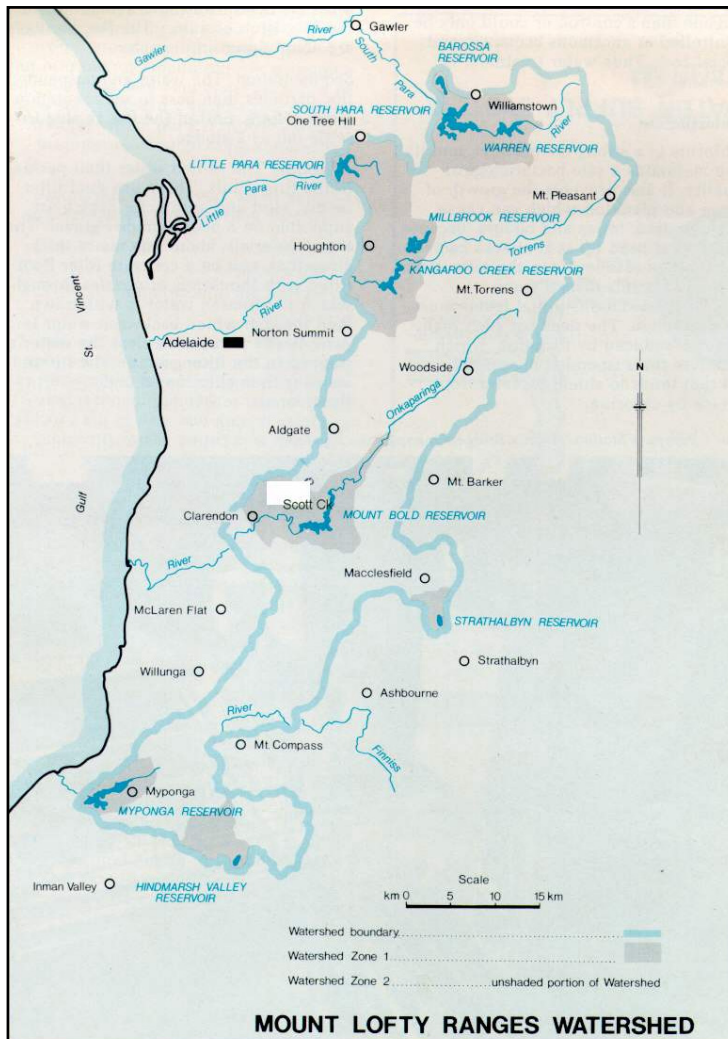 Gawler
River
Gawler
South
Para
BAROSSA
RESERVOIR
Williamstown
SOUTH PARA RESERVOIR
River
One Tree Hill
WARREN RESERVOIR
LITTLE PARA RESERVOIR
Little
Para
River
Mt. Pleasant
MILLBROOK RESERVOIR
Houghton
Torrens
KANGAROO CREEK RESERVOIR
Mt. Torrens
River
St. Vincent
Gulf
Adelaide
Norton Summit
N
Woodside
Onkaparinga
Aldgate
Mt. Barker
Scott Ck
Clarendon
MOUNT BOLD RESERVOIR
River
Macclesfield
McLaren Flat
STRATHALBYN RESERVOIR
Strathalbyn
Willunga
Ashbourne
River
Mt. Compass
Finniss
Myponga
MYPONGA RESERVOIR
Inman Valley
HINDMARSH VALLEY
RESERVOIR
Scale
km 0 5 10 15 km
Watershed boundary
Watershed Zone 1
Watershed Zone 2 unshaded portion of Watershed
MOUNT LOFTY RANGES WATERSHED